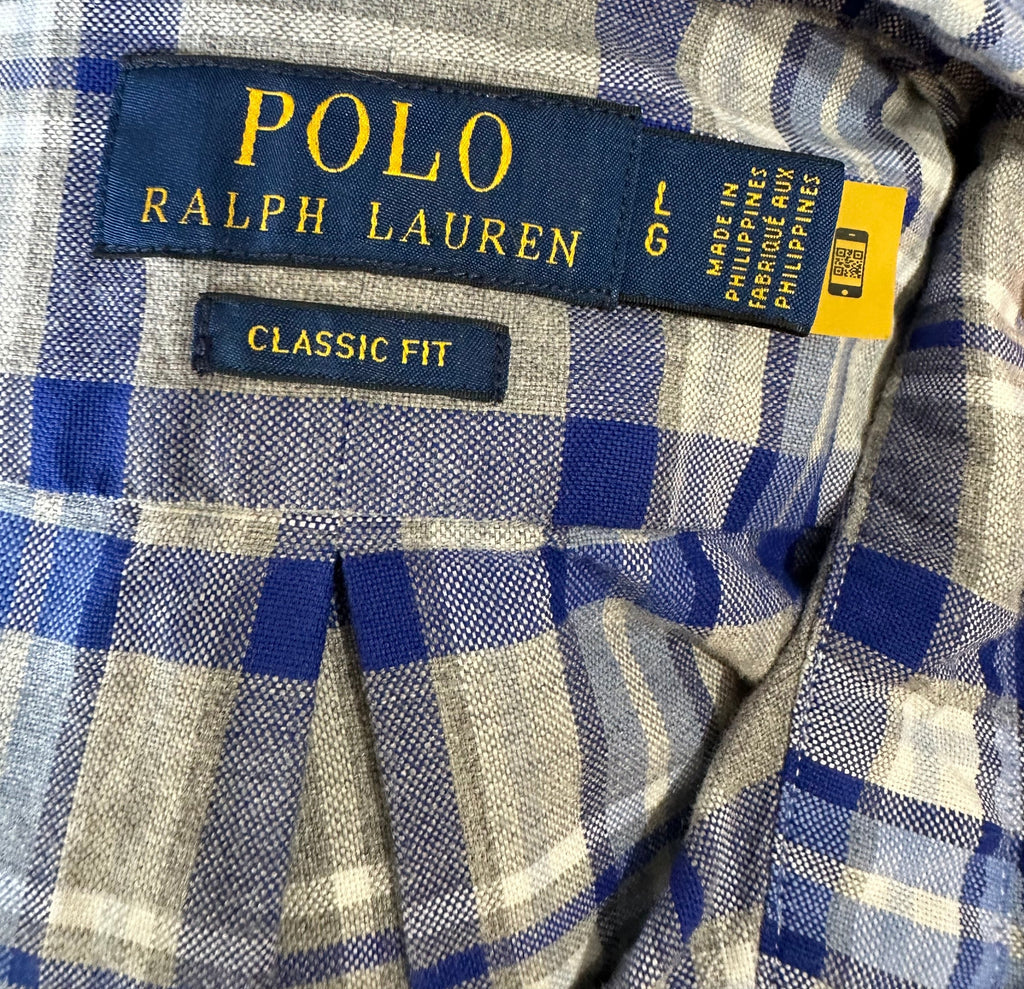 POLO
RALPH LAUREN
L
G
MADE IN
PHILIPPINES
FABRIQUÉ AUX
PHILIPPINES
CLASSIC FIT